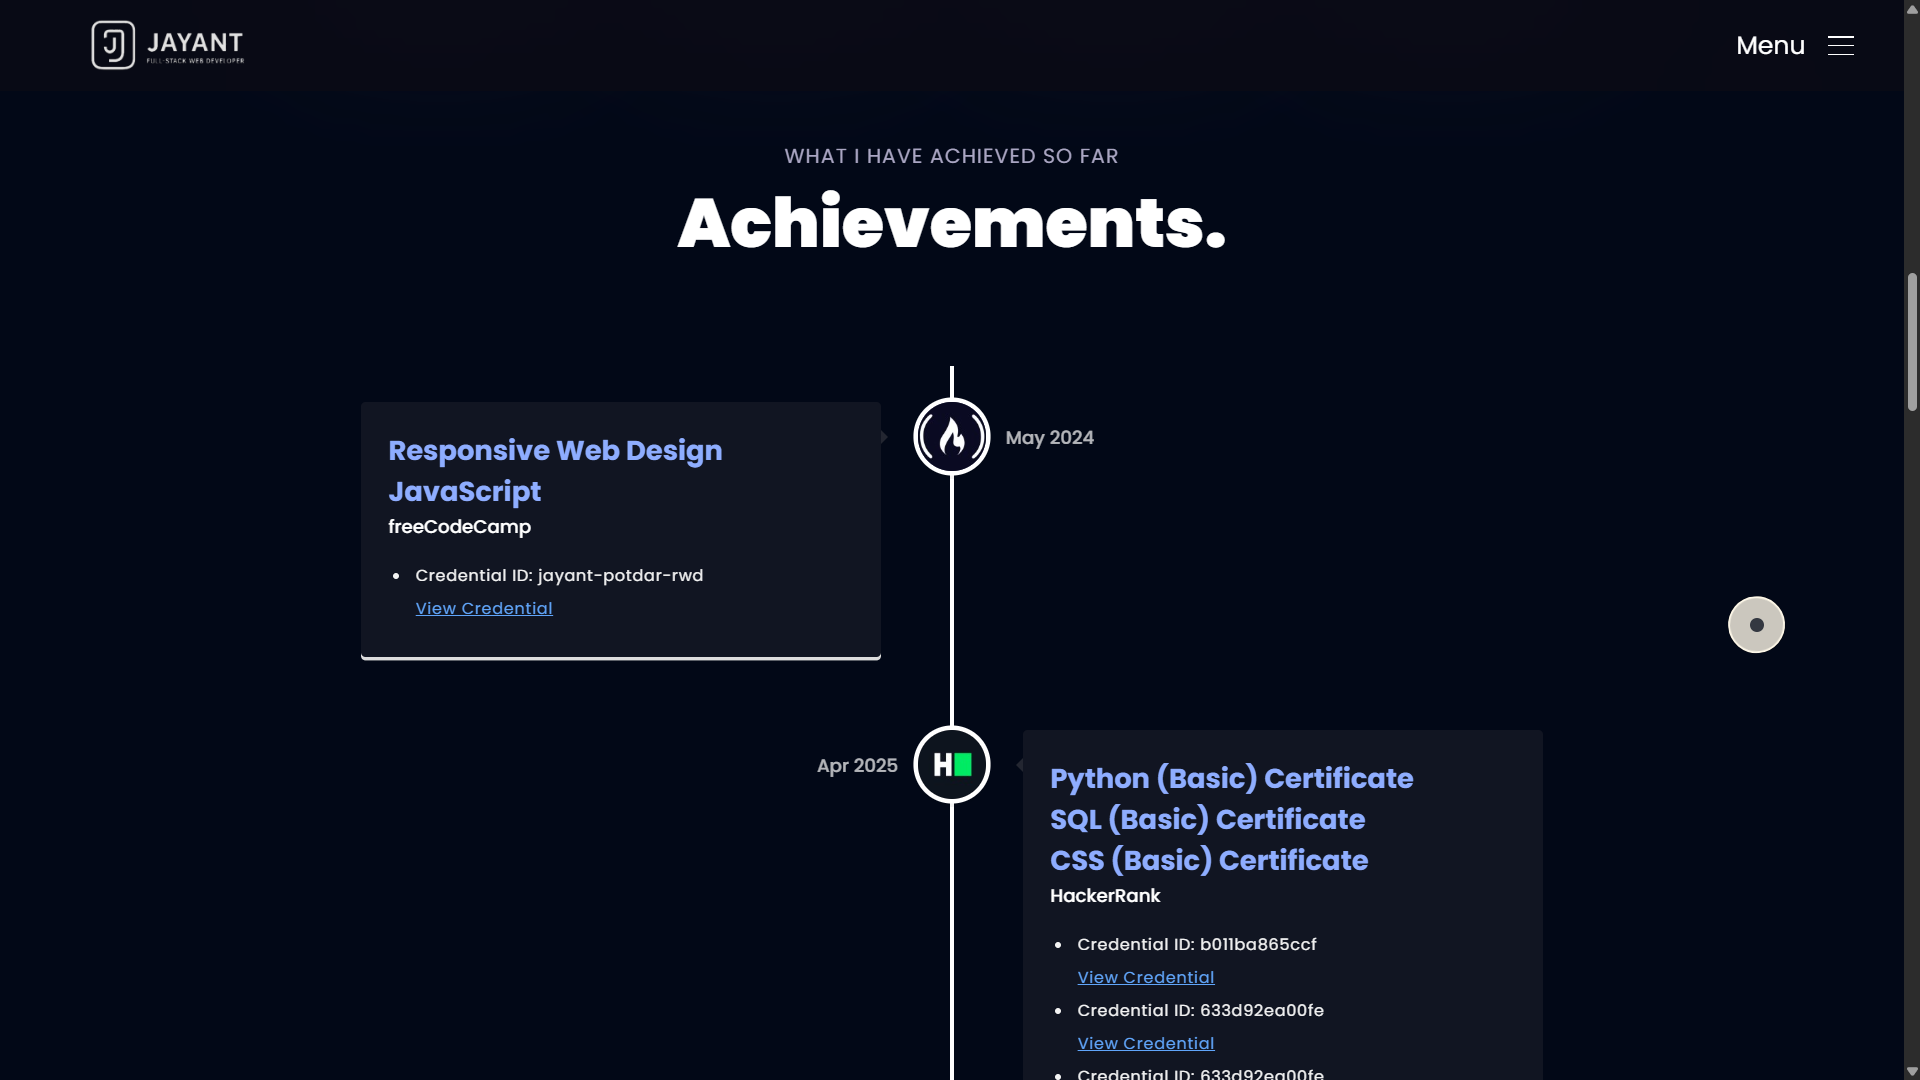 JAYANT
FULL-STACK WEB DEVELOPER
Menu
WHAT I HAVE ACHIEVED SO FAR
Achievements.
Responsive Web Design
JavaScript
freeCodeCamp
Credential ID: jayant-potdar-rwd
View Credential
May 2024
Apr 2025
Python (Basic) Certificate
SQL (Basic) Certificate
CSS (Basic) Certificate
HackerRank
Credential ID: b011ba865ccf
View Credential
Credential ID: 633d92ea00fe
View Credential
Credential ID: 633d92ea00fe